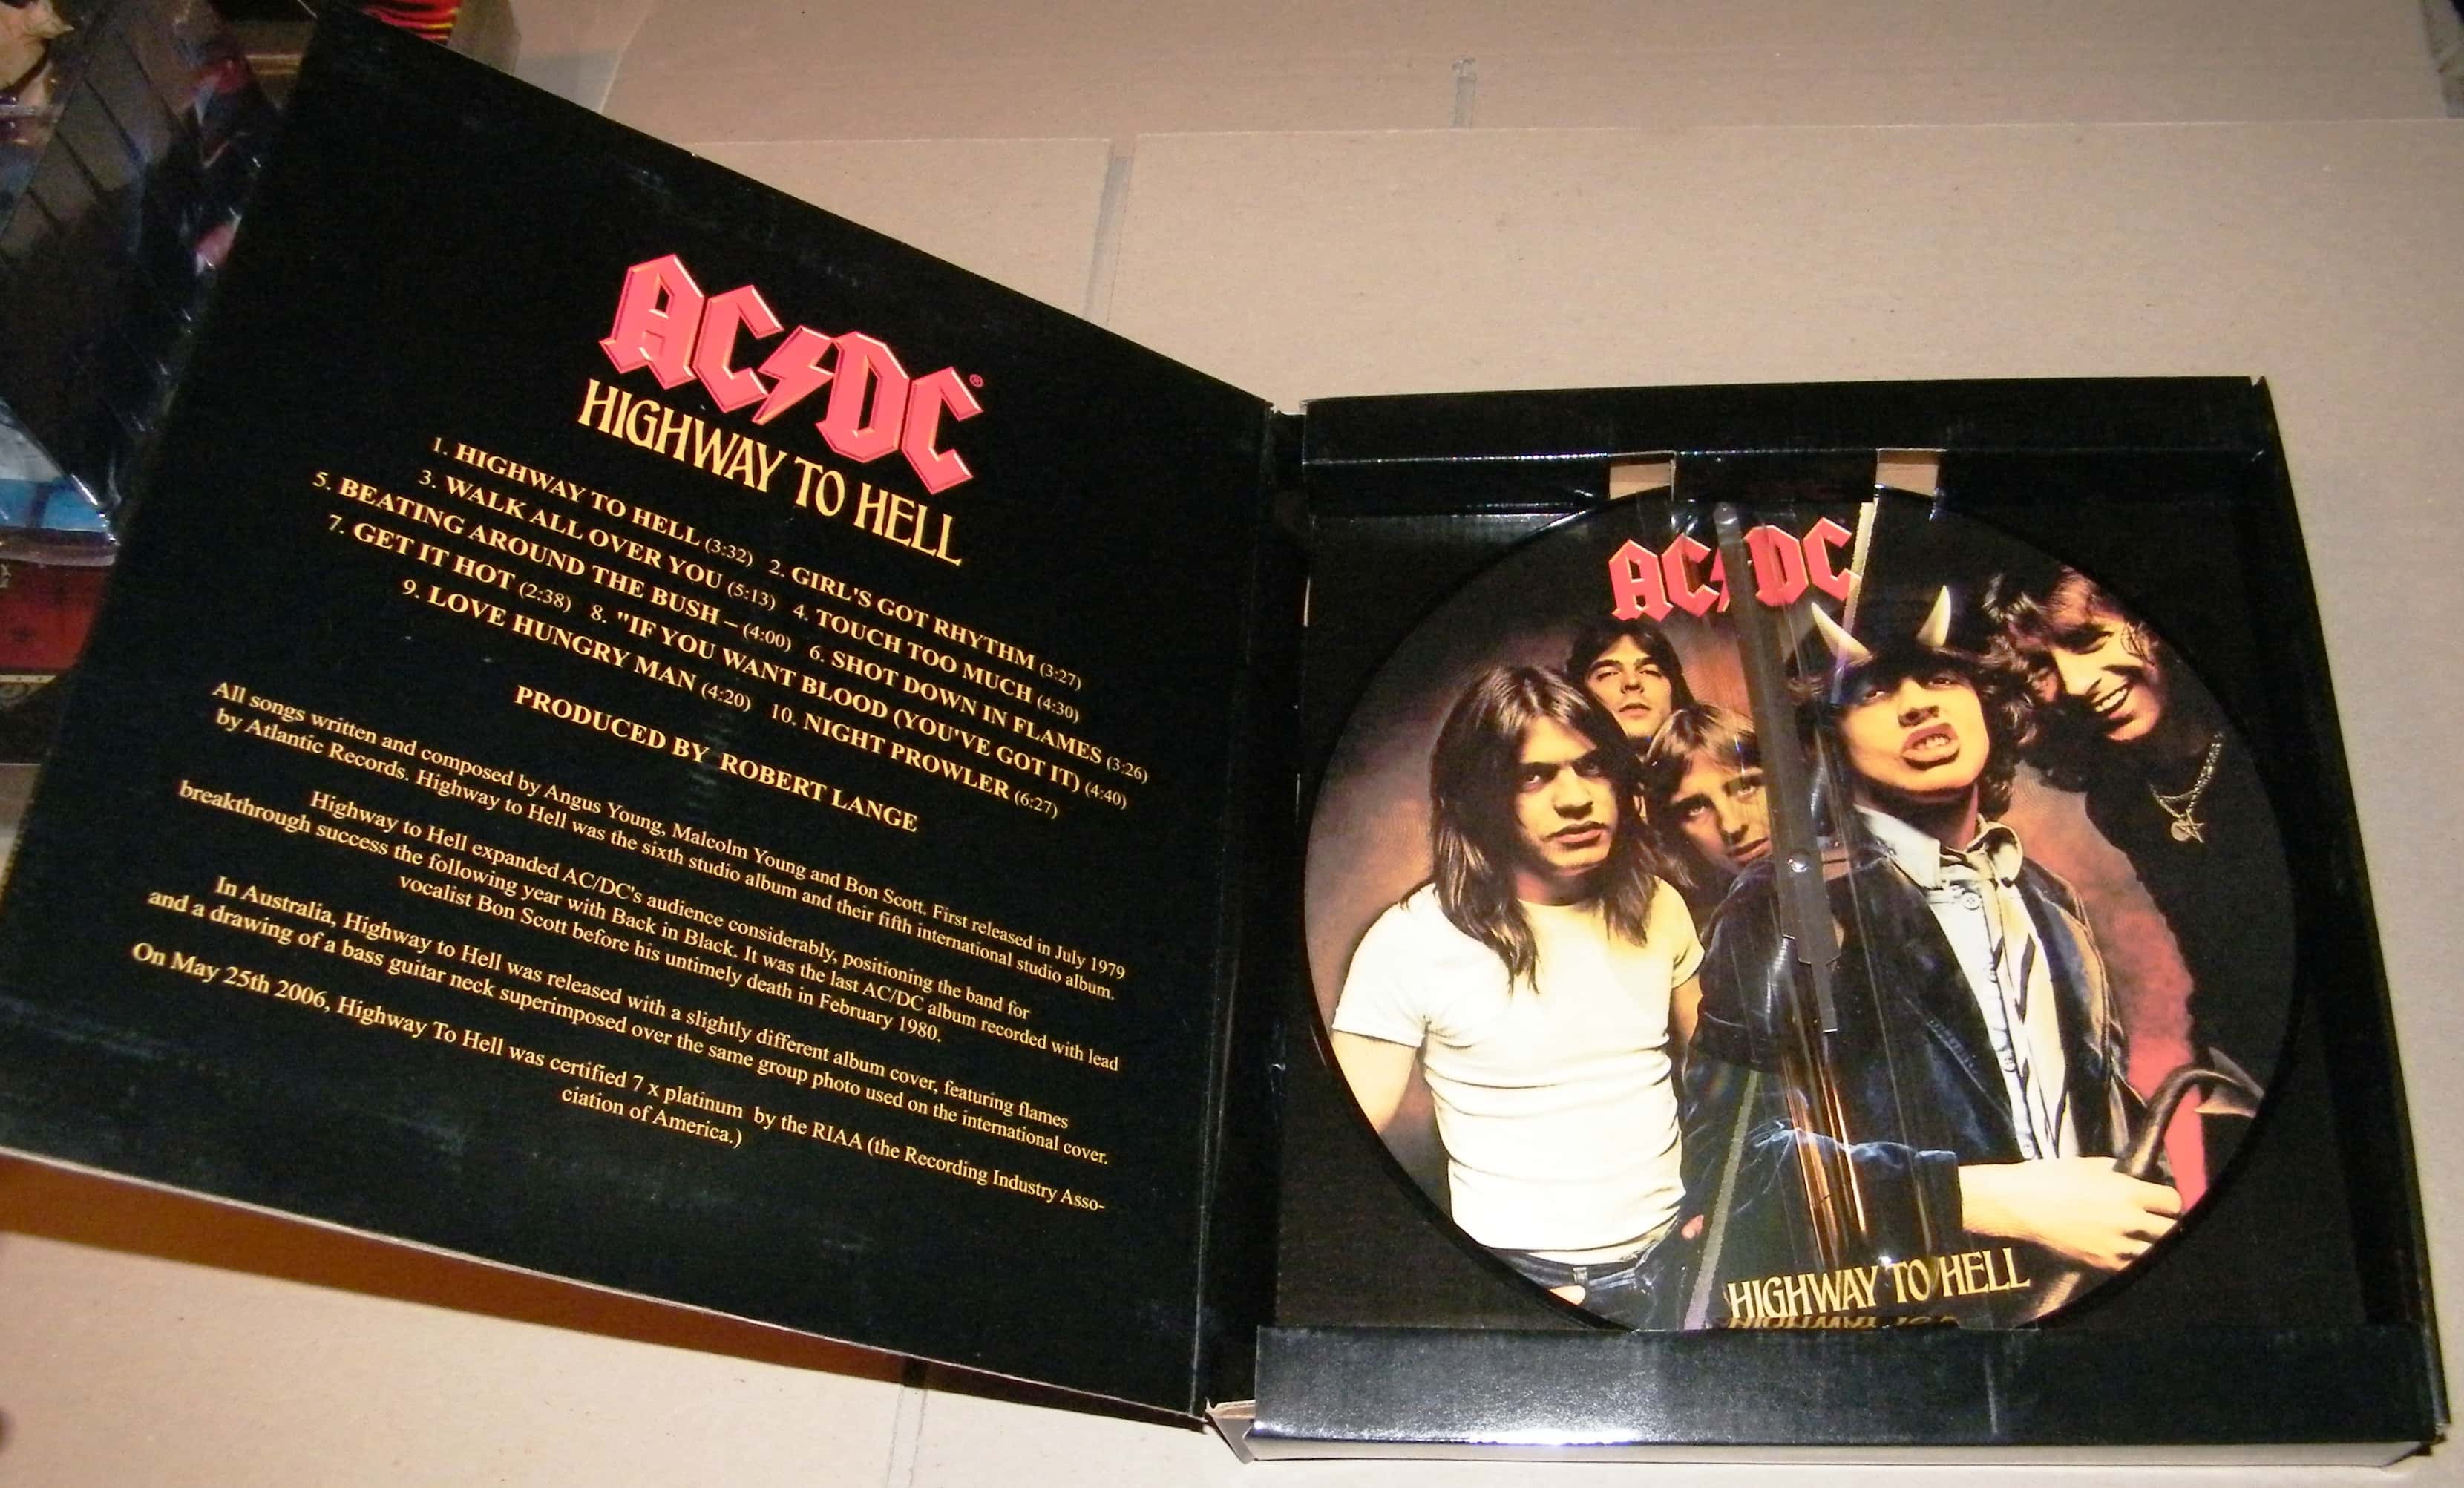 AC/DC®
HIGHWAY TO HELL
1. HIGHWAY TO HELL (3:32) 2. GIRL'S GOT RHYTHM (3:27)
3. WALK ALL OVER YOU (5:13) 4. TOUCH TOO MUCH (4:30)
5. BEATING AROUND THE BUSH – (4:00) 6. SHOT DOWN IN FLAMES (3:26)
7. GET IT HOT (2:38) 8. "IF YOU WANT BLOOD (YOU'VE GOT IT) (4:40)
9. LOVE HUNGRY MAN (4:20) 10. NIGHT PROWLER (6:27)
PRODUCED BY ROBERT LANGE
All songs written and composed by Angus Young, Malcolm Young and Bon Scott. First released in July 1979
by Atlantic Records. Highway to Hell was the sixth studio album and their fifth international studio album.
Highway to Hell expanded AC/DC's audience considerably, positioning the band for
breakthrough success the following year with Back in Black. It was the last AC/DC album recorded with lead
vocalist Bon Scott before his untimely death in February 1980.
In Australia, Highway to Hell was released with a slightly different album cover, featuring flames
and a drawing of a bass guitar neck superimposed over the same group photo used on the international cover.
On May 25th 2006, Highway To Hell was certified 7 x platinum by the RIAA (the Recording Industry Asso-
ciation of America.)
AC/DC
HIGHWAY TO HELL